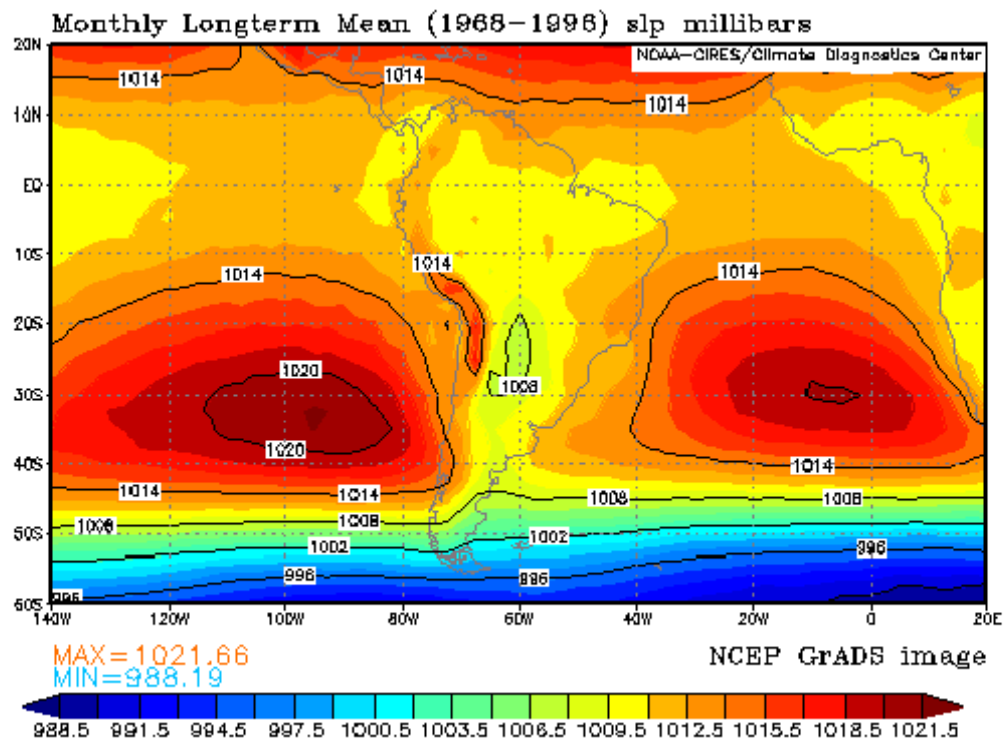 Monthly Longterm Mean (1968-1996) slp millibars
NOAA-CIRES/Climate Diagnostics Center
20N
10N
EQ
10S
20S
30S
40S
50S
60S
1014
1014
1014
1014
1014
1020
1020
1008
1014
1014
1014
1008
1008
1008
1008
1002
1002
996
996
996
996
140W 120W 100W 80W 60W 40W 20W 0 20E
MAX=1021.66
MIN=988.19
NCEP GrADS image
988.5 991.5 994.5 997.5 1000.5 1003.5 1006.5 1009.5 1012.5 1015.5 1018.5 1021.5